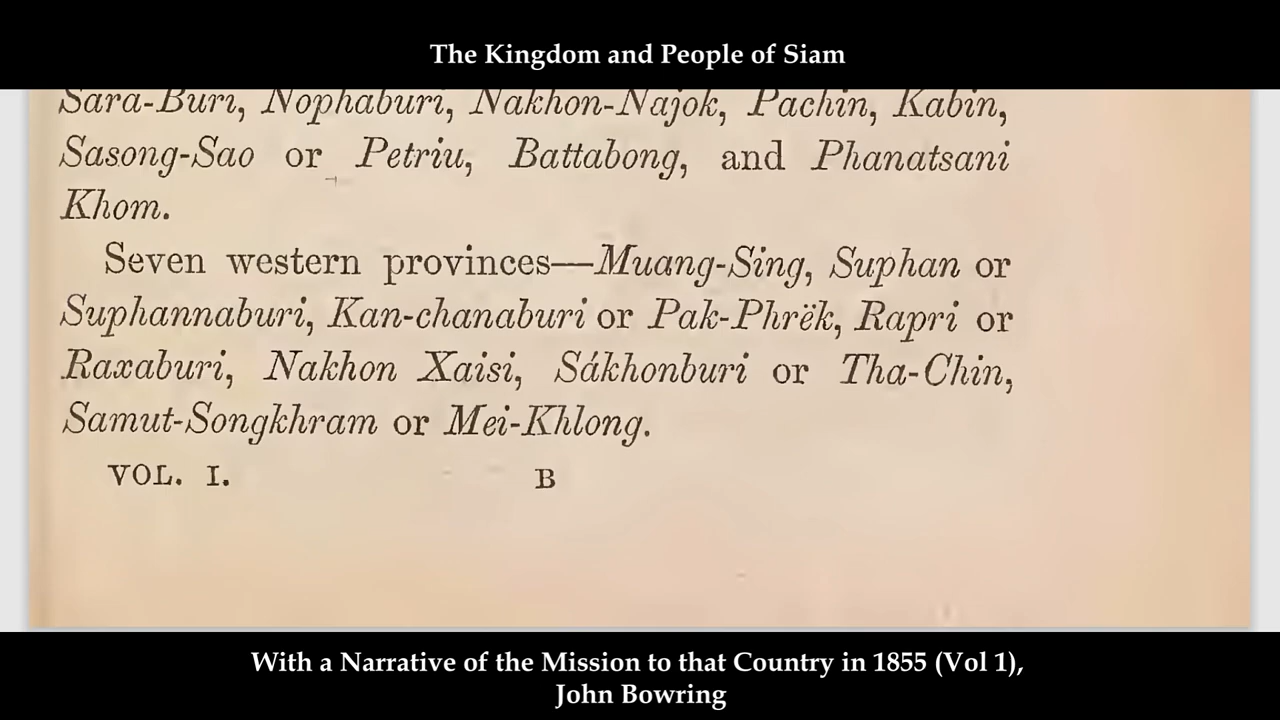 The Kingdom and People of Siam
Sara-Buri, Nophaburi, Nakhon-Najok, Pachin, Kabin,
Sasong-Sao or Petriu, Battabong, and Phanatsani
Khom.
Seven western provinces—Muang-Sing, Suphan or
Suphannaburi, Kan-chanaburi or Pak-Phrëk, Rapri or
Raxaburi, Nakhon Xaisi, Sákhonburi or Tha-Chin,
Samut-Songkhram or Mei-Khlong.
VOL. I. B
With a Narrative of the Mission to that Country in 1855 (Vol 1),
John Bowring